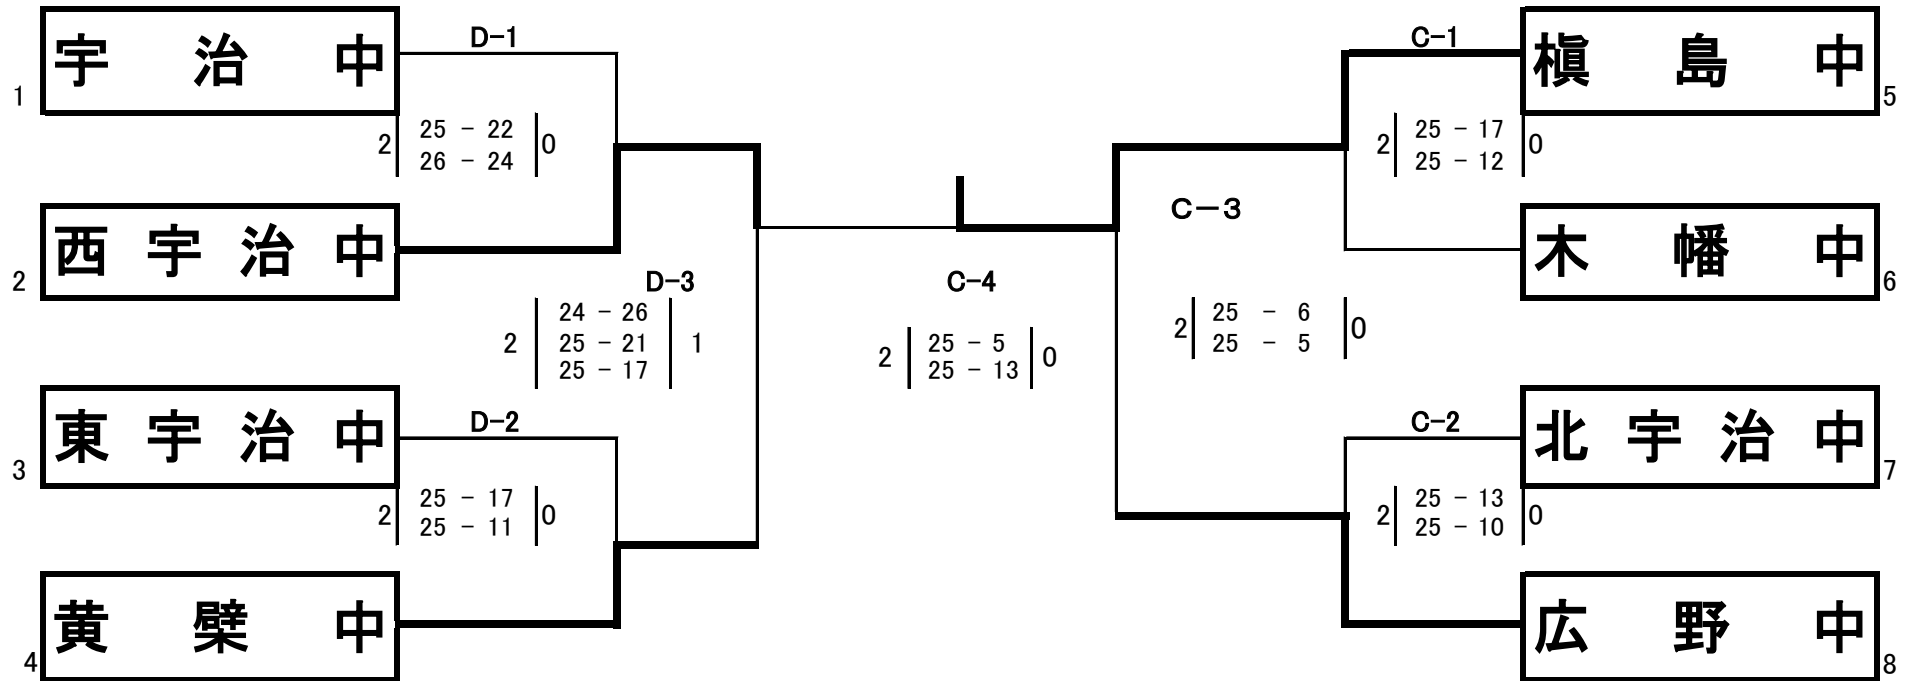 宇治中
1
D-1
2 25 - 22 0
26 - 24
西宇治中
2
D-3
2 24 - 26 1
25 - 21
25 - 17
東宇治中
3
D-2
2 25 - 17 0
25 - 11
黄檗中
4
C-4
2 25 - 5 0
25 - 13
C-1
槇島中
5
2 25 - 17 0
25 - 12
C-3
木幡中
6
2 25 - 6 0
25 - 5
C-2
北宇治中
7
2 25 - 13 0
25 - 10
広野中
8